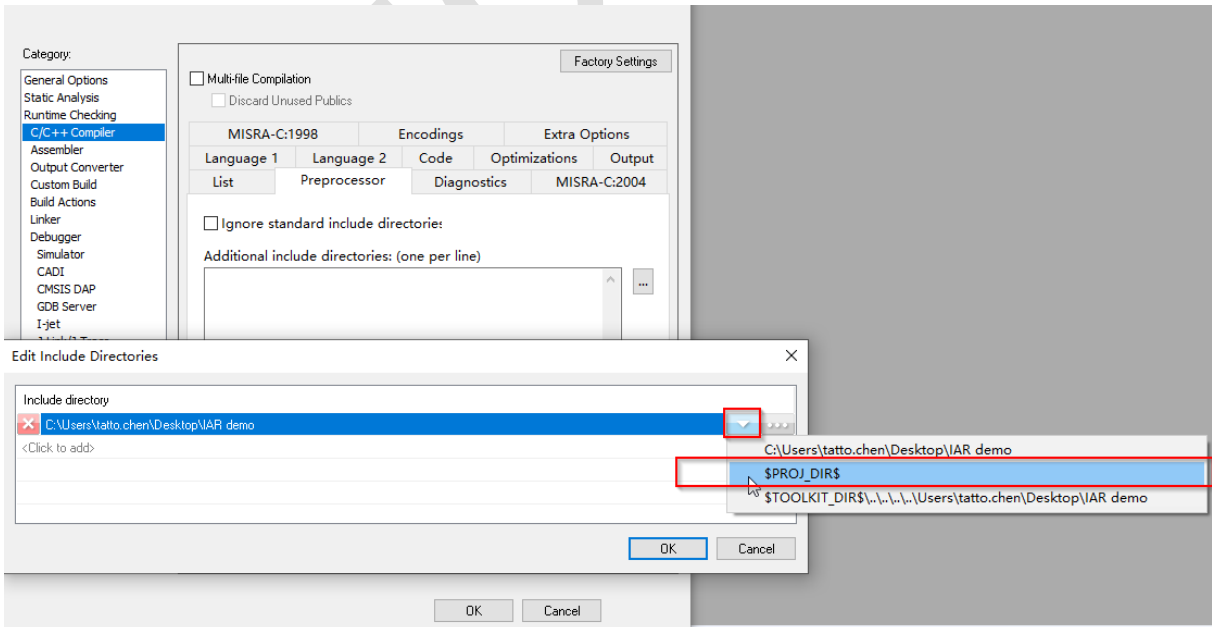 Category:
General Options
Static Analysis
Runtime Checking
C/C++ Compiler
Assembler
Output Converter
Custom Build
Build Actions
Linker
Debugger
Simulator
CADI
CMSIS DAP
GDB Server
I-jet
Factory Settings
Multi-file Compilation
Discard Unused Publics
MISRA-C:1998 Encodings Extra Options
Language 1 Language 2 Code Optimizations Output
List Preprocessor Diagnostics MISRA-C:2004
Ignore standard include directories
Additional include directories: (one per line)
...
Edit Include Directories
Include directory
C:\Users\tatto.chen\Desktop\IAR demo
<Click to add>
C:\Users\tatto.chen\Desktop\IAR demo
$PROJ_DIR$
$TOOLKIT_DIR$\..\..\..\..\Users\tatto.chen\Desktop\IAR demo
OK Cancel
OK Cancel